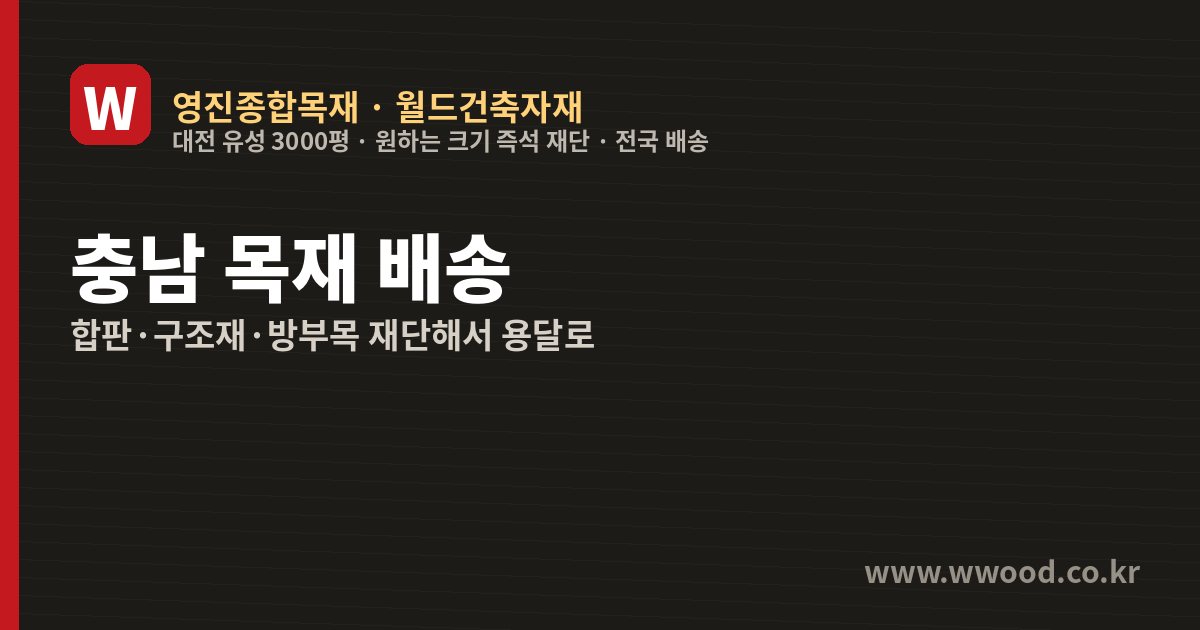 W
영진종합목재 · 월드건축자재
대전 유성 3000평 · 원하는 크기 즉석 재단 · 전국 배송
충남 목재 배송
합판·구조재·방부목 재단해서 용달로
www.wwood.co.kr